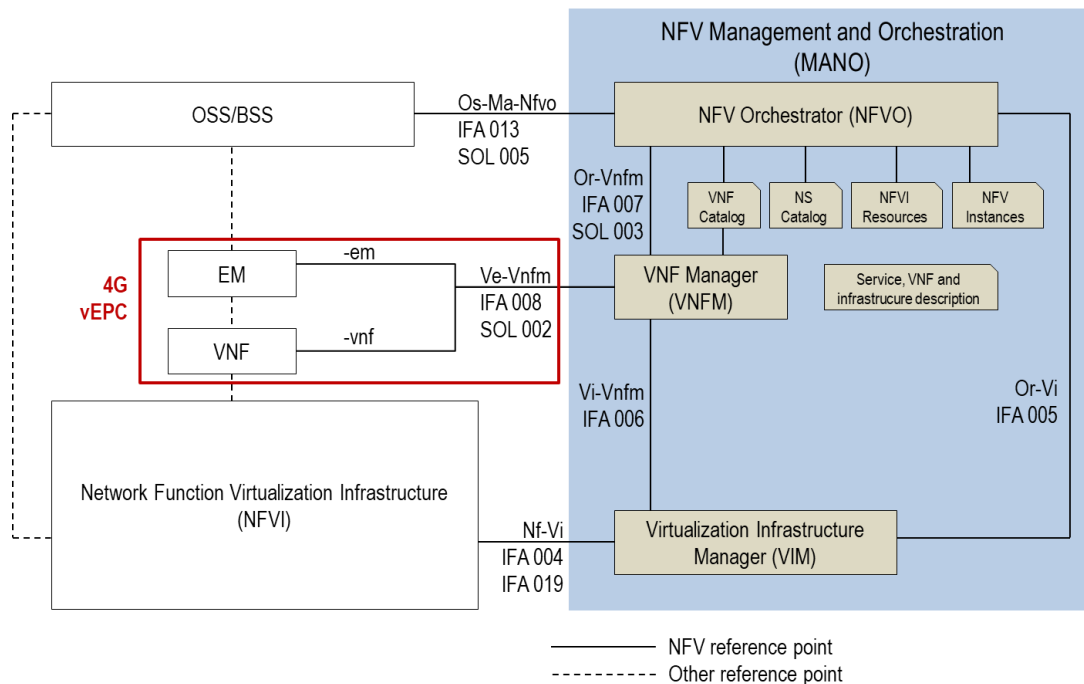 NFV Management and Orchestration
(MANO)
OSS/BSS
Os-Ma-Nfvo
IFA 013
SOL 005
NFV Orchestrator (NFVO)
Or-Vnfm
IFA 007
SOL 003
VNF
Catalog
NS
Catalog
NFVI
Resources
NFV
Instances
4G
vEPC
EM
-em
VNF
-vnf
Ve-Vnfm
IFA 008
SOL 002
VNF Manager
(VNFM)
Service, VNF and
infrastrucure description
Vi-Vnfm
IFA 006
Or-Vi
IFA 005
Network Function Virtualization Infrastructure
(NFVI)
Nf-Vi
IFA 004
IFA 019
Virtualization Infrastructure
Manager (VIM)
NFV reference point
Other reference point